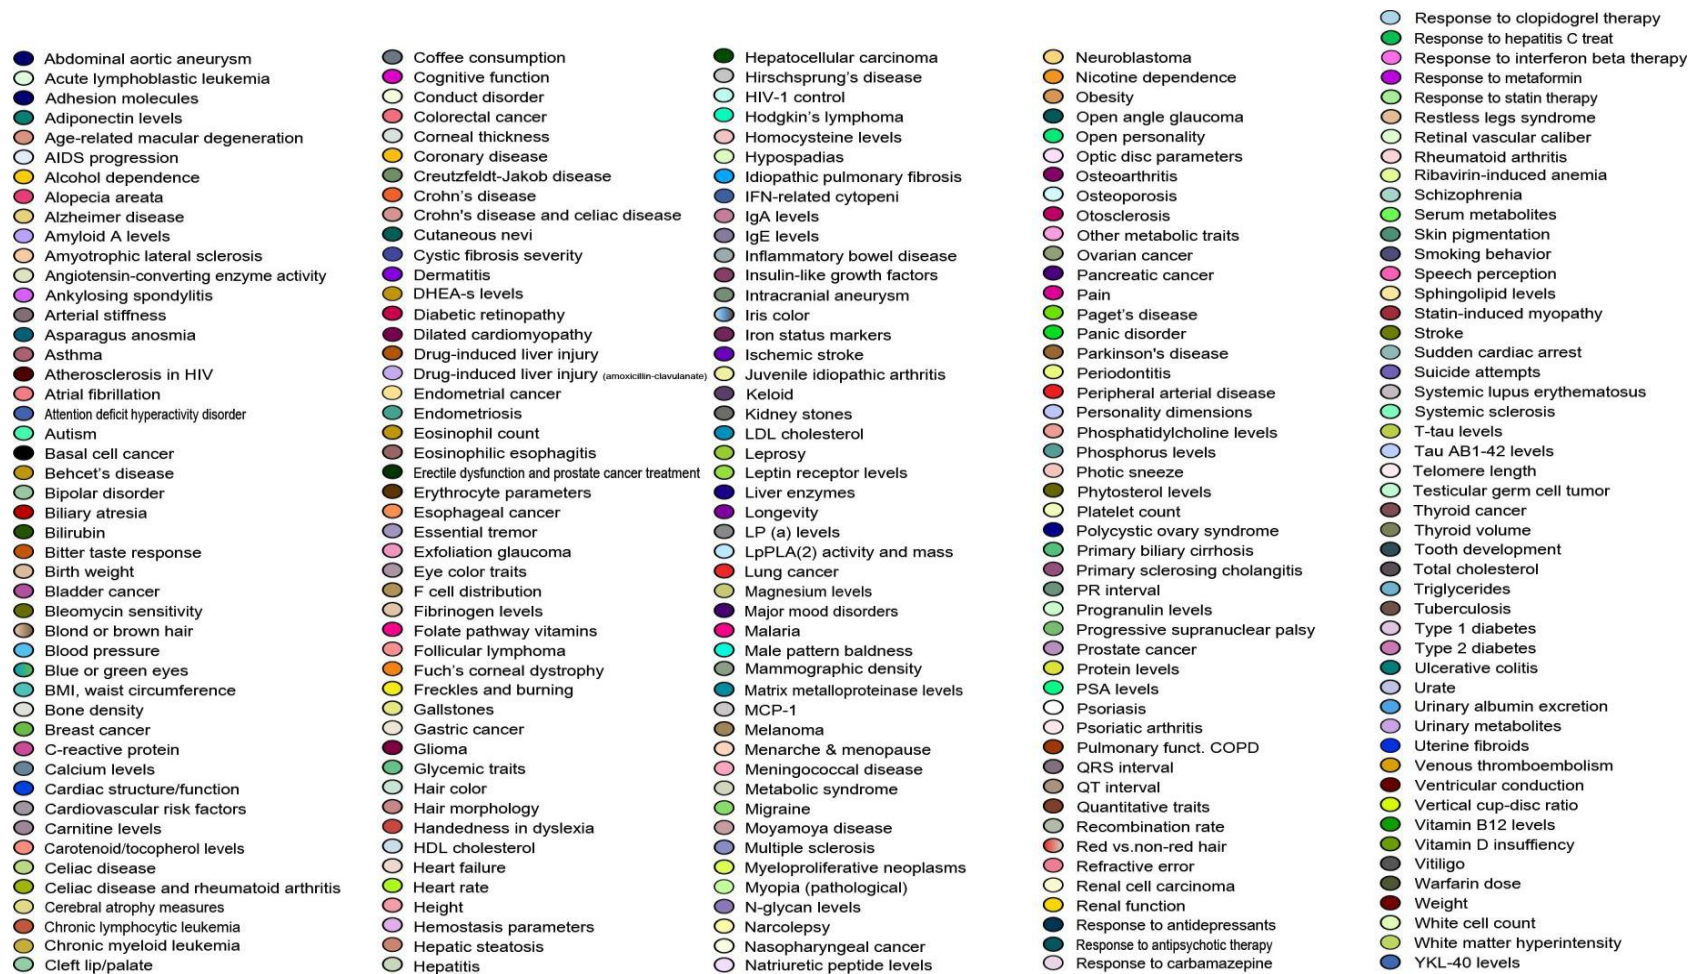 Abdominal aortic aneurysm
Acute lymphoblastic leukemia
Adhesion molecules
Adiponectin levels
Age-related macular degeneration
AIDS progression
Alcohol dependence
Alopecia areata
Alzheimer disease
Amyloid A levels
Amyotrophic lateral sclerosis
Angiotensin-converting enzyme activity
Ankylosing spondylitis
Arterial stiffness
Asparagus anosmia
Asthma
Atherosclerosis in HIV
Atrial fibrillation
Attention deficit hyperactivity disorder
Autism
Basal cell cancer
Behcet's disease
Bipolar disorder
Biliary atresia
Bilirubin
Bitter taste response
Birth weight
Bladder cancer
Bleomycin sensitivity
Blond or brown hair
Blood pressure
Blue or green eyes
BMI, waist circumference
Bone density
Breast cancer
C-reactive protein
Calcium levels
Cardiac structure/function
Cardiovascular risk factors
Carnitine levels
Carotenoid/tocopherol levels
Celiac disease
Celiac disease and rheumatoid arthritis
Cerebral atrophy measures
Chronic lymphocytic leukemia
Chronic myeloid leukemia
Cleft lip/palate
Coffee consumption
Cognitive function
Conduct disorder
Colorectal cancer
Corneal thickness
Coronary disease
Creutzfeldt-Jakob disease
Crohn's disease
Crohn's disease and celiac disease
Cutaneous nevi
Cystic fibrosis severity
Dermatitis
DHEA-s levels
Diabetic retinopathy
Dilated cardiomyopathy
Drug-induced liver injury
Drug-induced liver injury (amoxicillin-clavulanate)
Endometrial cancer
Endometriosis
Eosinophil count
Eosinophilic esophagitis
Erectile dysfunction and prostate cancer treatment
Erythrocyte parameters
Esophageal cancer
Essential tremor
Exfoliation glaucoma
Eye color traits
F cell distribution
Fibrinogen levels
Folate pathway vitamins
Follicular lymphoma
Fuch's corneal dystrophy
Freckles and burning
Gallstones
Gastric cancer
Glioma
Glycemic traits
Hair color
Hair morphology
Handedness in dyslexia
HDL cholesterol
Heart failure
Heart rate
Height
Hemostasis parameters
Hepatic steatosis
Hepatitis
Hepatocellular carcinoma
Hirschsprung's disease
HIV-1 control
Hodgkin's lymphoma
Homocysteine levels
Hypospadias
Idiopathic pulmonary fibrosis
IFN-related cytopeni
IgA levels
IgE levels
Inflammatory bowel disease
Insulin-like growth factors
Intracranial aneurysm
Iris color
Iron status markers
Ischemic stroke
Juvenile idiopathic arthritis
Keloid
Kidney stones
LDL cholesterol
Leprosy
Leptin receptor levels
Liver enzymes
Longevity
LP (a) levels
LpPLA(2) activity and mass
Lung cancer
Magnesium levels
Major mood disorders
Malaria
Male pattern baldness
Mammographic density
Matrix metalloproteinase levels
MCP-1
Melanoma
Menarche & menopause
Meningococcal disease
Metabolic syndrome
Migraine
Moyamoya disease
Multiple sclerosis
Myeloproliferative neoplasms
Myopia (pathological)
N-glycan levels
Narcolepsy
Nasopharyngeal cancer
Natriuretic peptide levels
Neuroblastoma
Nicotine dependence
Obesity
Open angle glaucoma
Open personality
Optic disc parameters
Osteoarthritis
Osteoporosis
Otosclerosis
Other metabolic traits
Ovarian cancer
Pancreatic cancer
Pain
Paget's disease
Panic disorder
Parkinson's disease
Periodontitis
Peripheral arterial disease
Personality dimensions
Phosphatidylcholine levels
Phosphorus levels
Photic sneeze
Phytosterol levels
Platelet count
Polycystic ovary syndrome
Primary biliary cirrhosis
Primary sclerosing cholangitis
PR interval
Progranulin levels
Progressive supranuclear palsy
Prostate cancer
Protein levels
PSA levels
Psoriasis
Psoriatic arthritis
Pulmonary funct. COPD
QRS interval
QT interval
Quantitative traits
Recombination rate
Red vs.non-red hair
Refractive error
Renal cell carcinoma
Renal function
Response to antidepressants
Response to antipsychotic therapy
Response to carbamazepine
Response to clopidogrel therapy
Response to hepatitis C treat
Response to interferon beta therapy
Response to metaformin
Response to statin therapy
Restless legs syndrome
Retinal vascular caliber
Rheumatoid arthritis
Ribavirin-induced anemia
Schizophrenia
Serum metabolites
Skin pigmentation
Smoking behavior
Speech perception
Sphingolipid levels
Statin-induced myopathy
Stroke
Sudden cardiac arrest
Suicide attempts
Systemic lupus erythematosus
Systemic sclerosis
T-tau levels
Tau AB1-42 levels
Telomere length
Testicular germ cell tumor
Thyroid cancer
Thyroid volume
Tooth development
Total cholesterol
Triglycerides
Tuberculosis
Type 1 diabetes
Type 2 diabetes
Ulcerative colitis
Urate
Urinary albumin excretion
Urinary metabolites
Uterine fibroids
Venous thromboembolism
Ventricular conduction
Vertical cup-disc ratio
Vitamin B12 levels
Vitamin D insuffiency
Vitiligo
Warfarin dose
Weight
White cell count
White matter hyperintensity
YKL-40 levels